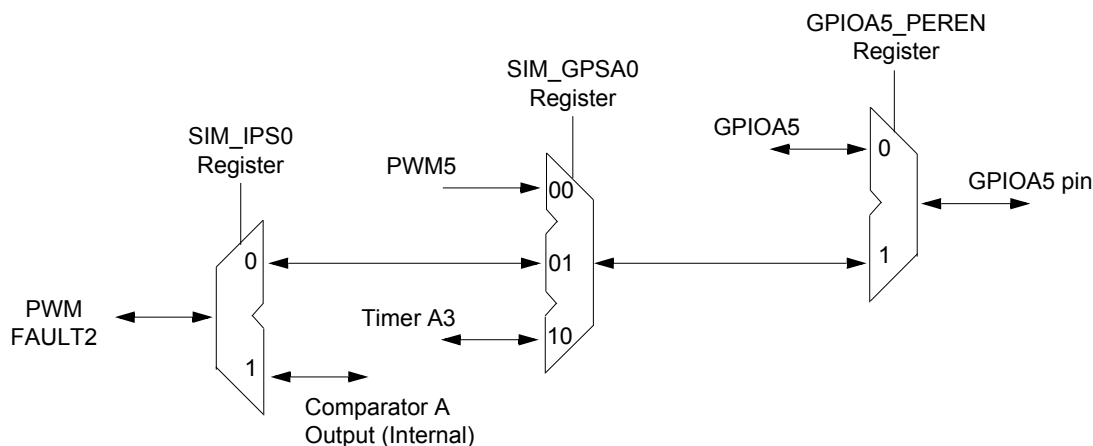 GPIOA5_PEREN
Register
SIM_GPSA0
Register
SIM_IPS0
Register
GPIOA5
0
PWM5
00
GPIOA5 pin
0
01
1
PWM
FAULT2
Timer A3
10
1
Comparator A
Output (Internal)